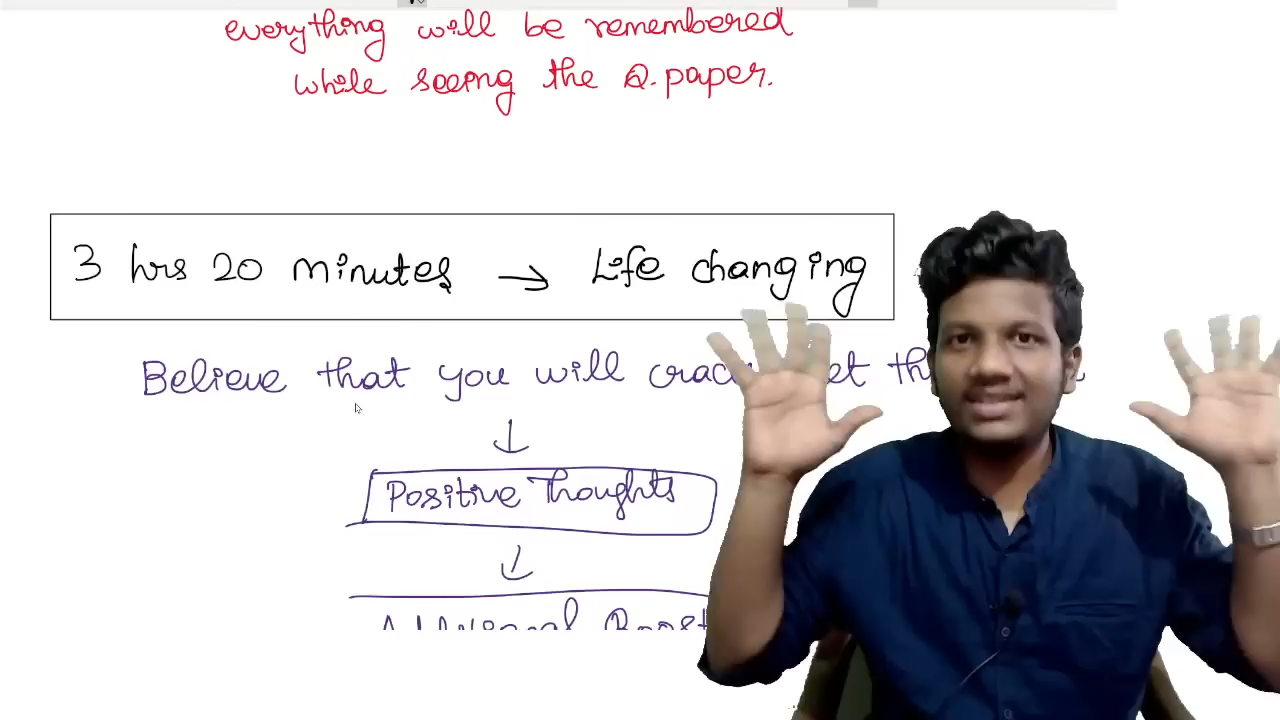 everything will be remembered
while seeing the Q.paper.
3 hrs 20 minutes → Life changing
Believe that you will
Positive Thoughts